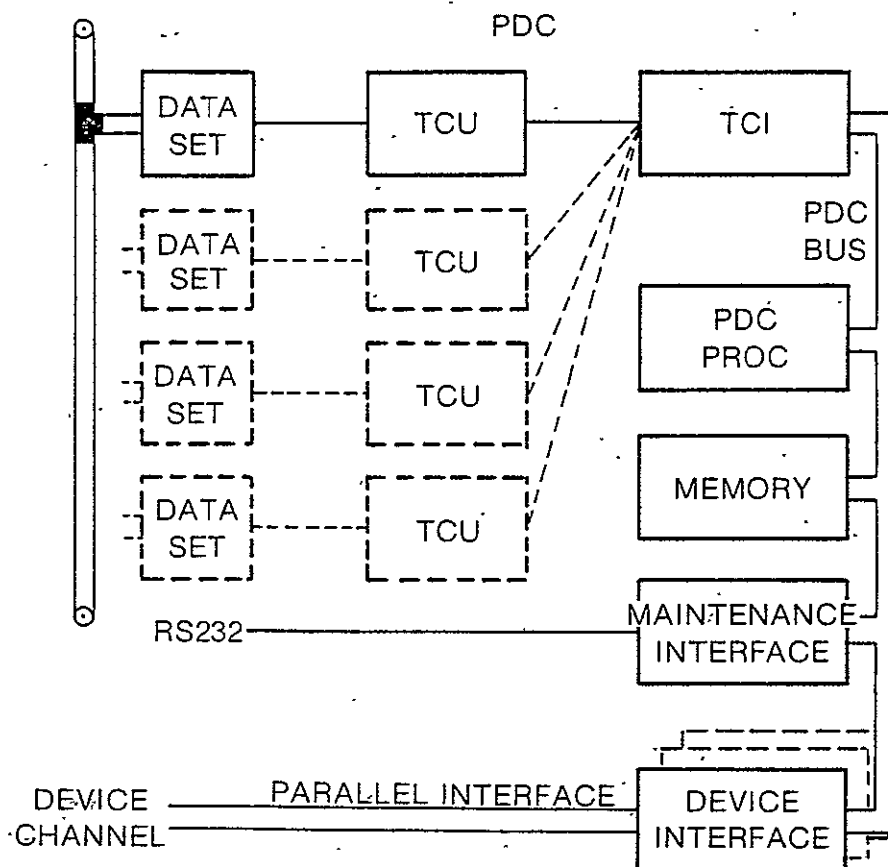 PDC
DATA
SET
TCU
TCI
PDC
BUS
DATA
SET
TCU
PDC
PROC
DATA
SET
TCU
MEMORY
DATA
SET
TCU
RS232
MAINTENANCE
INTERFACE
PARALLEL INTERFACE
DEVICE
CHANNEL
DEVICE
INTERFACE